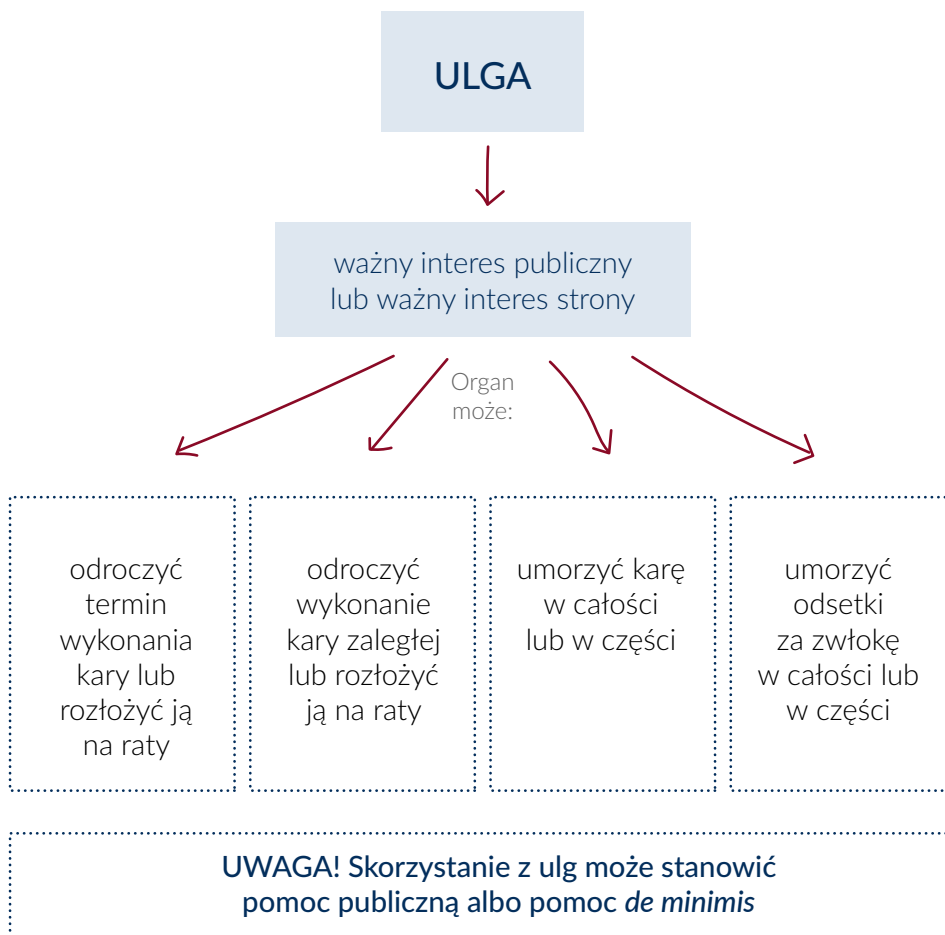 ULGA
ważny interes publiczny
lub ważny interes strony
Organ
może:
odroczyć
termin
wykonania
kary lub
rozłożyć ją
na raty
odroczyć
wykonanie
kary zaległej
lub rozłożyć
ją na raty
umorzyć karę
w całości
lub w części
umorzyć
odsetki
za zwłokę
w całości lub
w części
UWAGA! Skorzystanie z ulg może stanowić
pomoc publiczną albo pomoc de minimis